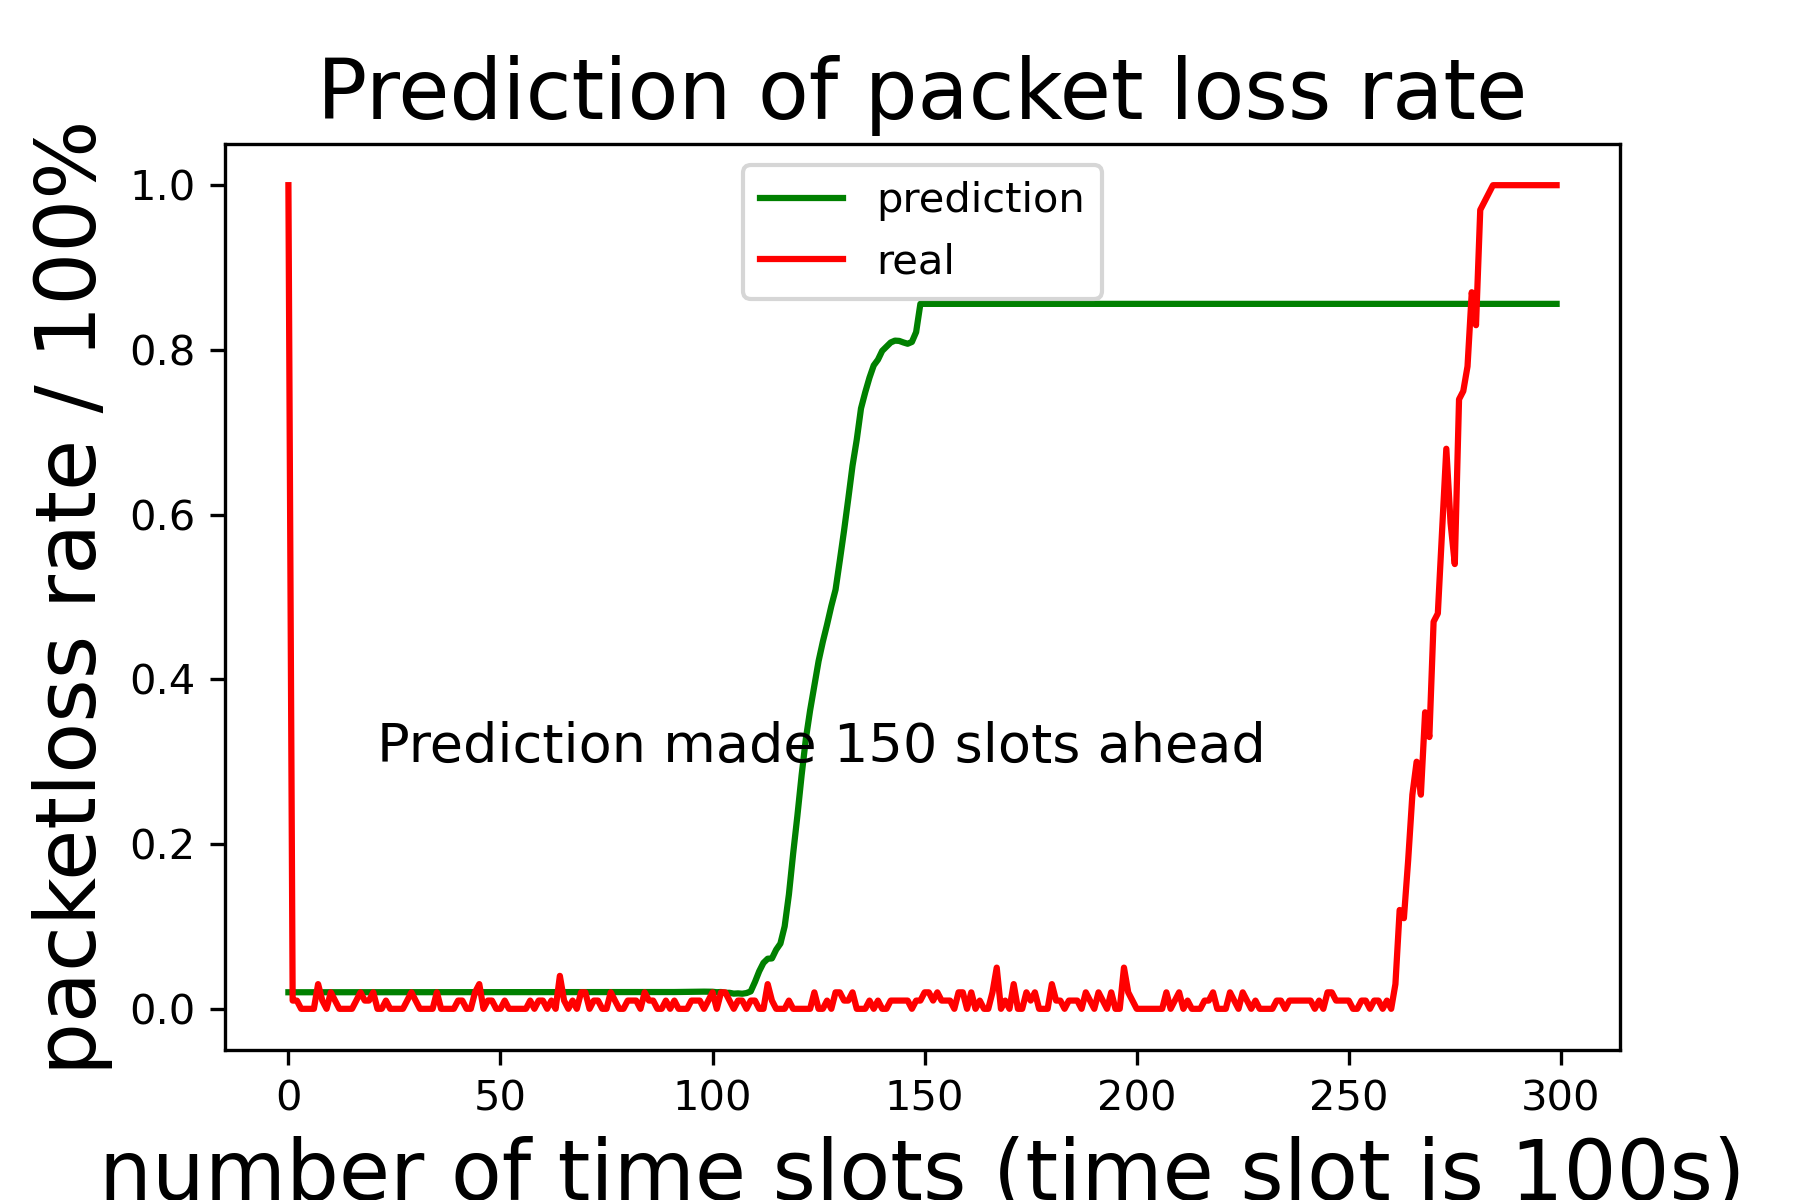 Prediction of packet loss rate
packetloss rate / 100%
1.0
0.8
0.6
0.4
0.2
0.0
prediction
real
Prediction made 150 slots ahead
0 50 100 150 200 250 300
number of time slots (time slot is 100s)